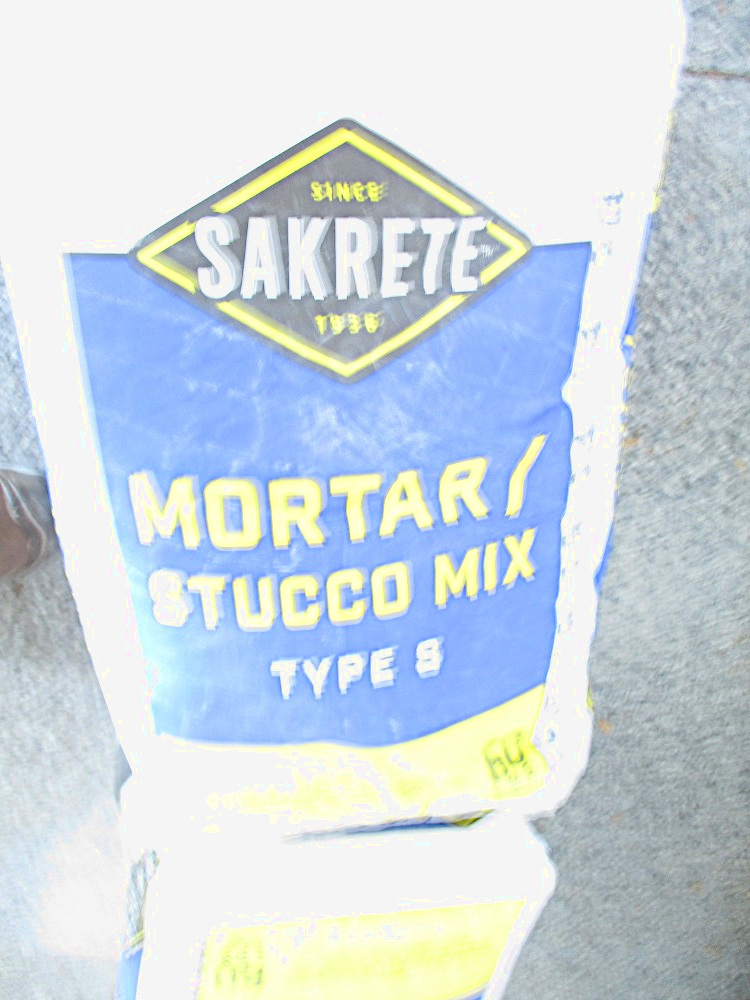 SINCE
SAKRETE
1936
MORTAR/
STUCCO MIX
TYPE S